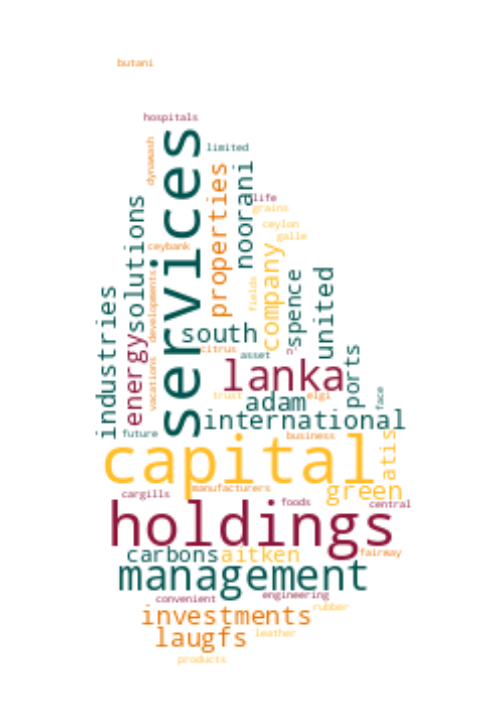 butani
hospitals
services
limited
dynawash
properties
noorani
life
grains
ceylon
galle
solutions
ceybank
company
spence
united
developments
fields
industries
energy
south
citrus
asset
lanka
ports
vacations
trust
adam
elgi
face
international
future
business
atis
capital
cargills
manufacturers
green
foods
central
holdings
carbons
aitken
fairway
management
convenient
engineering
investments
rubber
laugfs
leather
products